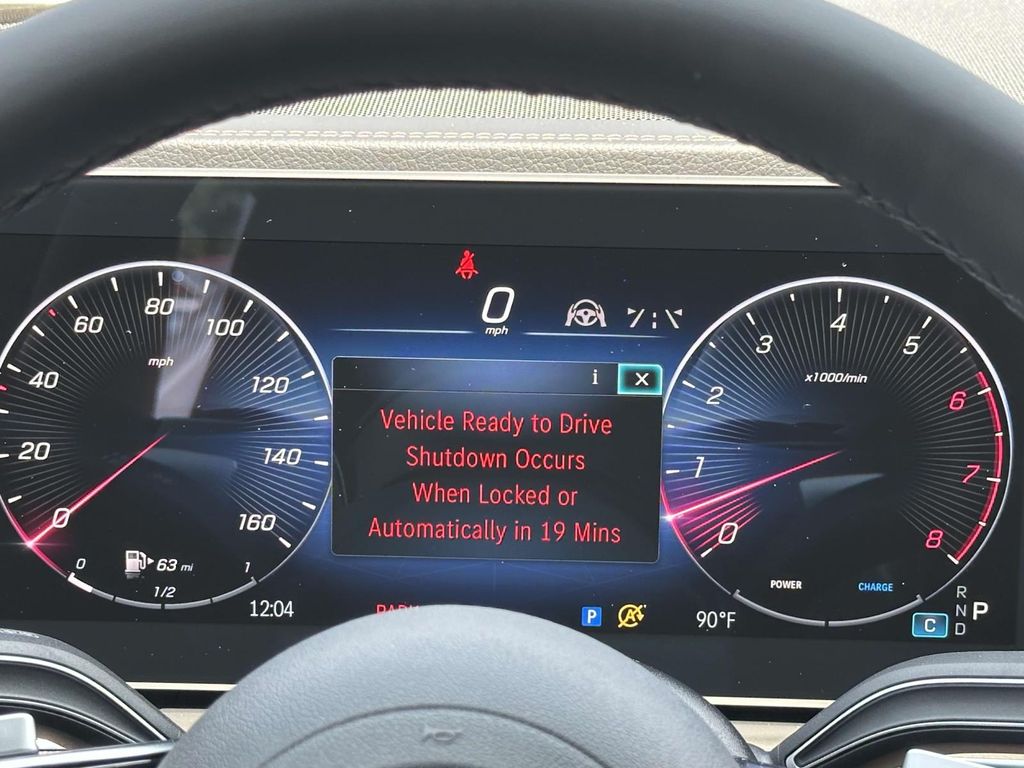 0
mph
i X
Vehicle Ready to Drive
Shutdown Occurs
When Locked or
Automatically in 19 Mins
mph
0
20
40
60
80
100
120
140
160
0 1/2 1
63 mi
12:04
x1000/min
0
1
2
3
4
5
6
7
8
POWER CHARGE
P
A
90°F
C
R
N P
D